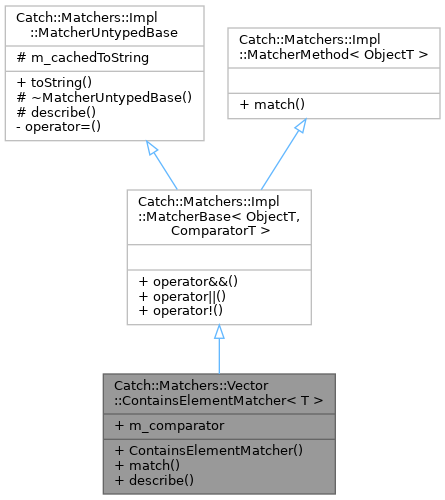 Catch::Matchers::Impl
::MatcherUntypedBase
# m_cachedToString
+ toString()
# ~MatcherUntypedBase()
# describe()
- operator=()
Catch::Matchers::Impl
::MatcherMethod< ObjectT >
+ match()
Catch::Matchers::Impl
::MatcherBase< ObjectT,
ComparatorT >
+ operator&&()
+ operator||()
+ operator!()
Catch::Matchers::Vector
::ContainsElementMatcher< T >
+ m_comparator
+ ContainsElementMatcher()
+ match()
+ describe()